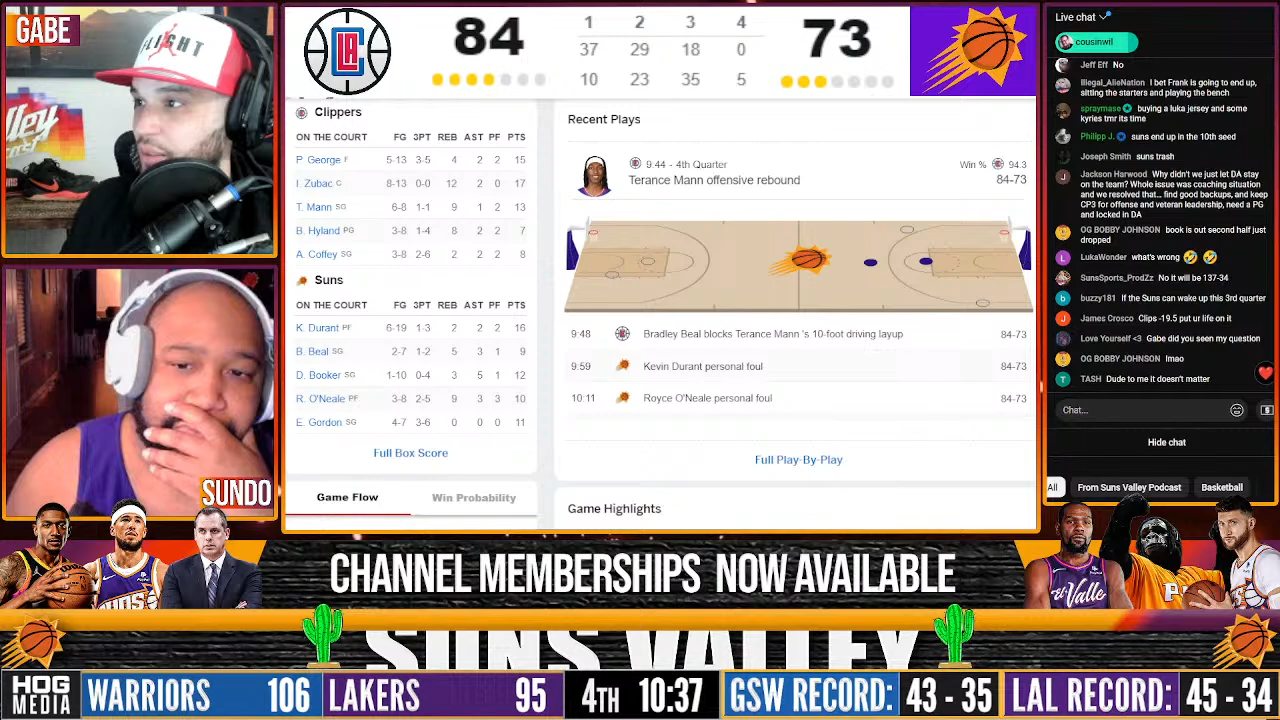 GABE
FLIGHT
LA
84
1 2 3 4
37 29 18 0
10 23 35 5
73
Clippers
ON THE COURT FG 3PT REB AST PF PTS
P. George F 5-13 3-5 4 2 2 15
I. Zubac C 8-13 0-0 12 2 0 17
T. Mann SG 6-8 1-1 9 1 2 13
B. Hyland PG 3-8 1-4 8 2 2 7
A. Coffey SG 3-8 2-6 2 2 2 8
Suns
ON THE COURT FG 3PT REB AST PF PTS
K. Durant PF 6-19 1-3 2 2 2 16
B. Beal SG 2-7 1-2 5 3 1 9
D. Booker SG 1-10 0-4 3 5 1 12
R. O'Neale PF 3-8 2-5 9 3 3 10
E. Gordon SG 4-7 3-6 0 0 0 11
Full Box Score
Game Flow Win Probability
Recent Plays
9:44 - 4th Quarter Win % 94.3
Terance Mann offensive rebound 84-73
9:48 Bradley Beal blocks Terance Mann 's 10-foot driving layup 84-73
9:59 Kevin Durant personal foul 84-73
10:11 Royce O'Neale personal foul 84-73
Full Play-By-Play
Game Highlights
Live chat
cousinwil
Jeff Eff No
Illegal_AlieNation I bet Frank is going to end up,
sitting the starters and playing the bench
spraymase buying a luka jersey and some
kyries tmr its time
Philipp J. suns end up in the 10th seed
Joseph Smith suns trash
Jackson Harwood Why didn't we just let DA stay
on the team? Whole issue was coaching situation
and we resolved that... find good backups, and keep
CP3 for offense and veteran leadership, need a PG
and locked in DA
OG BOBBY JOHNSON book is out second half just
dropped
LukaWonder what's wrong 🤣 🤣
SunsSports_ProdZz No it will be 137-34
buzzy181 If the Suns can wake up this 3rd quarter
James Crosco Clips -19.5 put ur life on it
Love Yourself <3 Gabe did you seen my question
OG BOBBY JOHNSON lmao
TASH Dude to me it doesn't matter
Chat...
Hide chat
All From Suns Valley Podcast Basketball
SUNDO
CHANNEL MEMBERSHIPS NOW AVAILABLE
SUNS VALLEY
HOG
MEDIA
WARRIORS 106 LAKERS 95 4TH 10:37 GSW RECORD: 43 - 35 LAL RECORD: 45 - 34